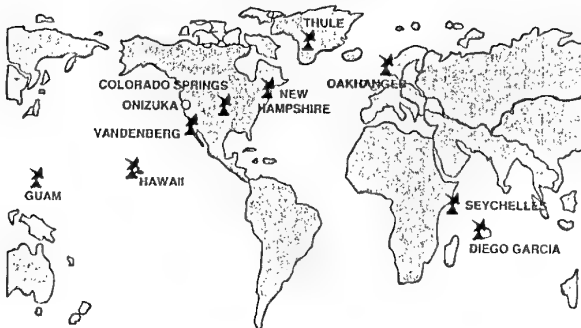 THULE
COLORADO SPRINGS
ONIZUKA
NEW
HAMPSHIRE
OAKHANGER
VANDENBERG
HAWAII
GUAM
SEYCHELLES
DIEGO GARCIA